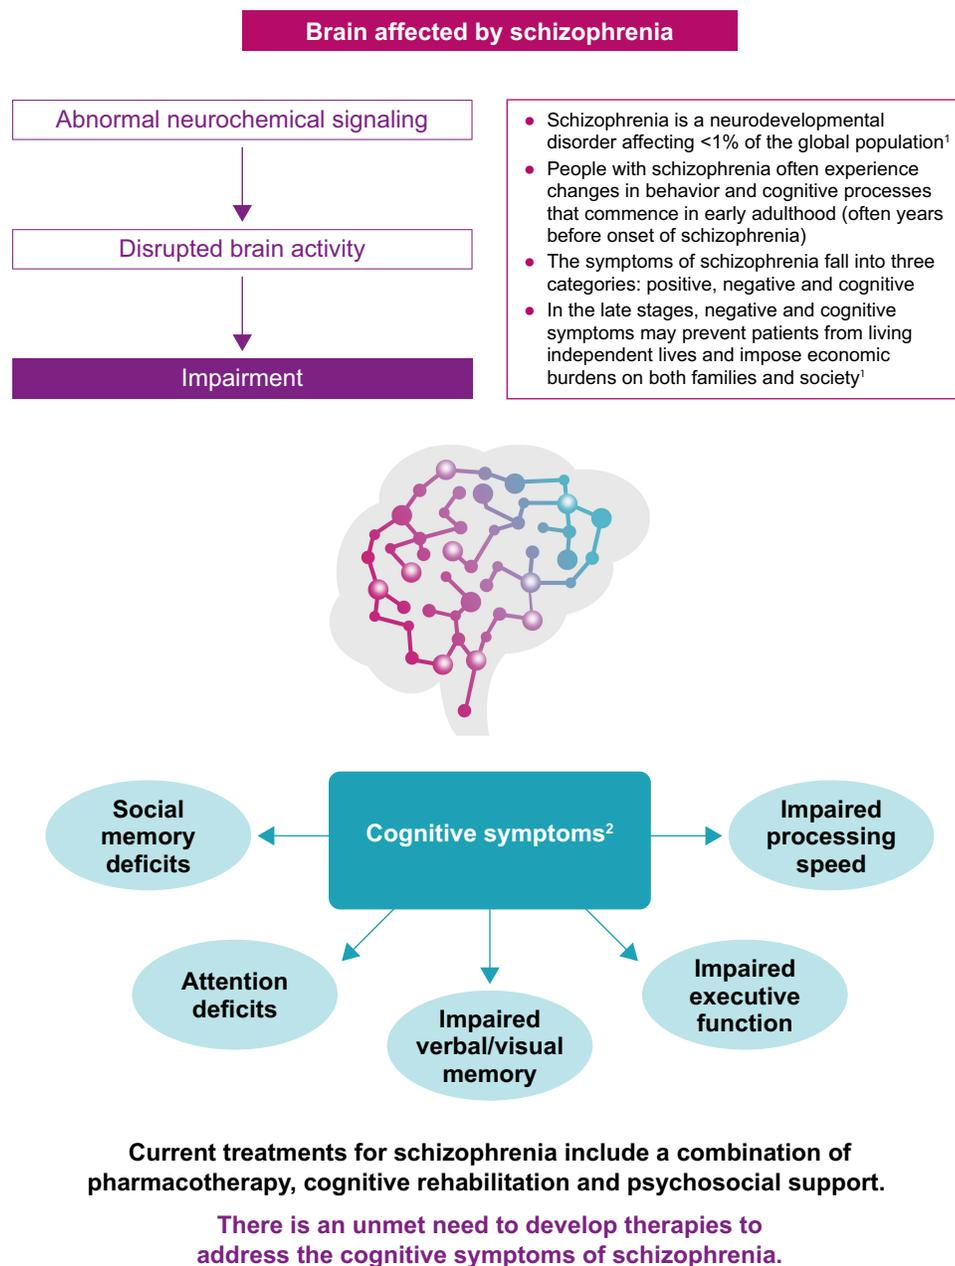 Brain affected by schizophrenia
Abnormal neurochemical signaling
Disrupted brain activity
Impairment
● Schizophrenia is a neurodevelopmental
disorder affecting <1% of the global population¹
● People with schizophrenia often experience
changes in behavior and cognitive processes
that commence in early adulthood (often years
before onset of schizophrenia)
● The symptoms of schizophrenia fall into three
categories: positive, negative and cognitive
● In the late stages, negative and cognitive
symptoms may prevent patients from living
independent lives and impose economic
burdens on both families and society¹
Cognitive symptoms²
Social
memory
deficits
Attention
deficits
Impaired
verbal/visual
memory
Impaired
executive
function
Impaired
processing
speed
Current treatments for schizophrenia include a combination of
pharmacotherapy, cognitive rehabilitation and psychosocial support.
There is an unmet need to develop therapies to
address the cognitive symptoms of schizophrenia.